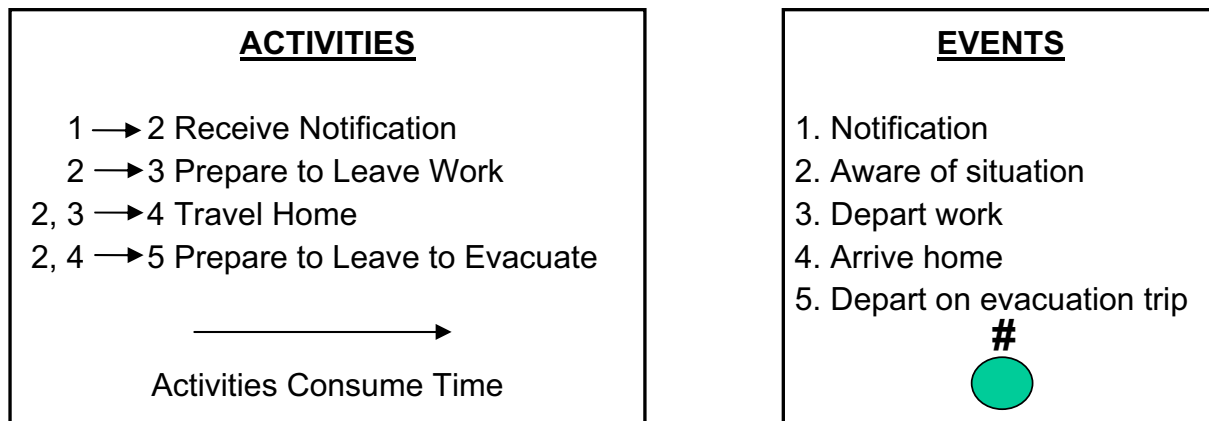 ACTIVITIES
1 → 2 Receive Notification
2 → 3 Prepare to Leave Work
2, 3 → 4 Travel Home
2, 4 → 5 Prepare to Leave to Evacuate
Activities Consume Time
EVENTS
1. Notification
2. Aware of situation
3. Depart work
4. Arrive home
5. Depart on evacuation trip
#